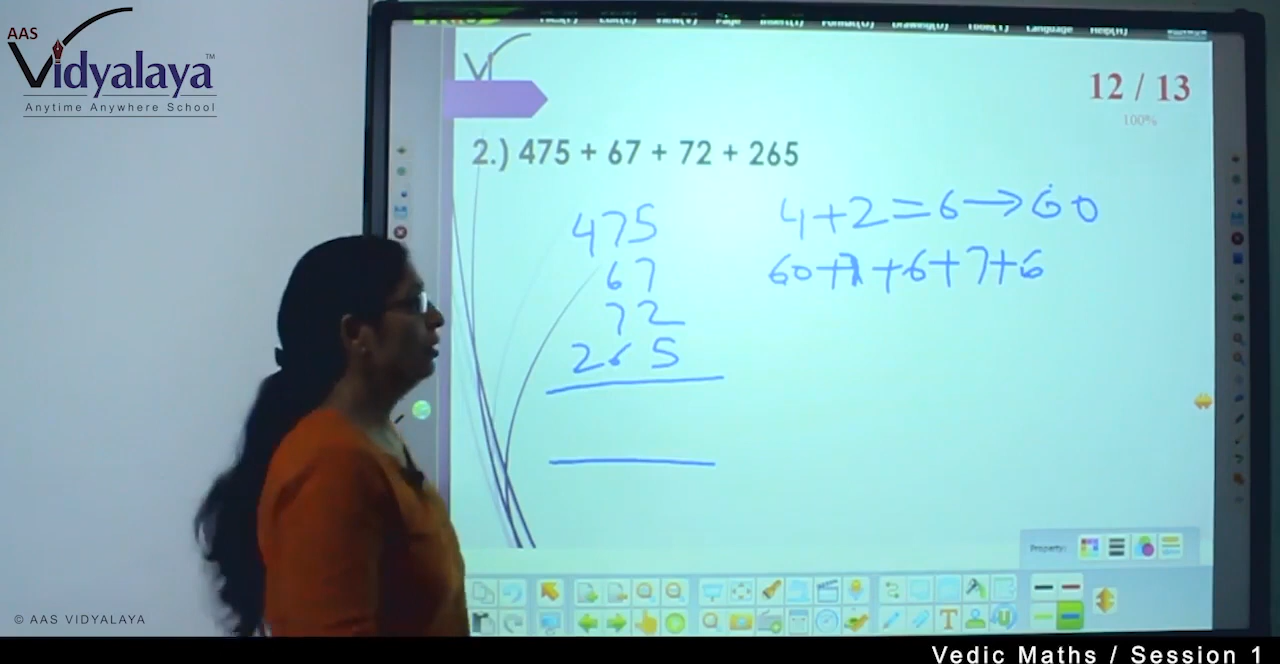 AAS
Vidyalaya™
Anytime Anywhere School
12 / 13
100%
2.) 475 + 67 + 72 + 265
475
67
72
265
4+2=6→60
60+7+6+7+6
Property:
© AAS VIDYALAYA
Vedic Maths / Session 1